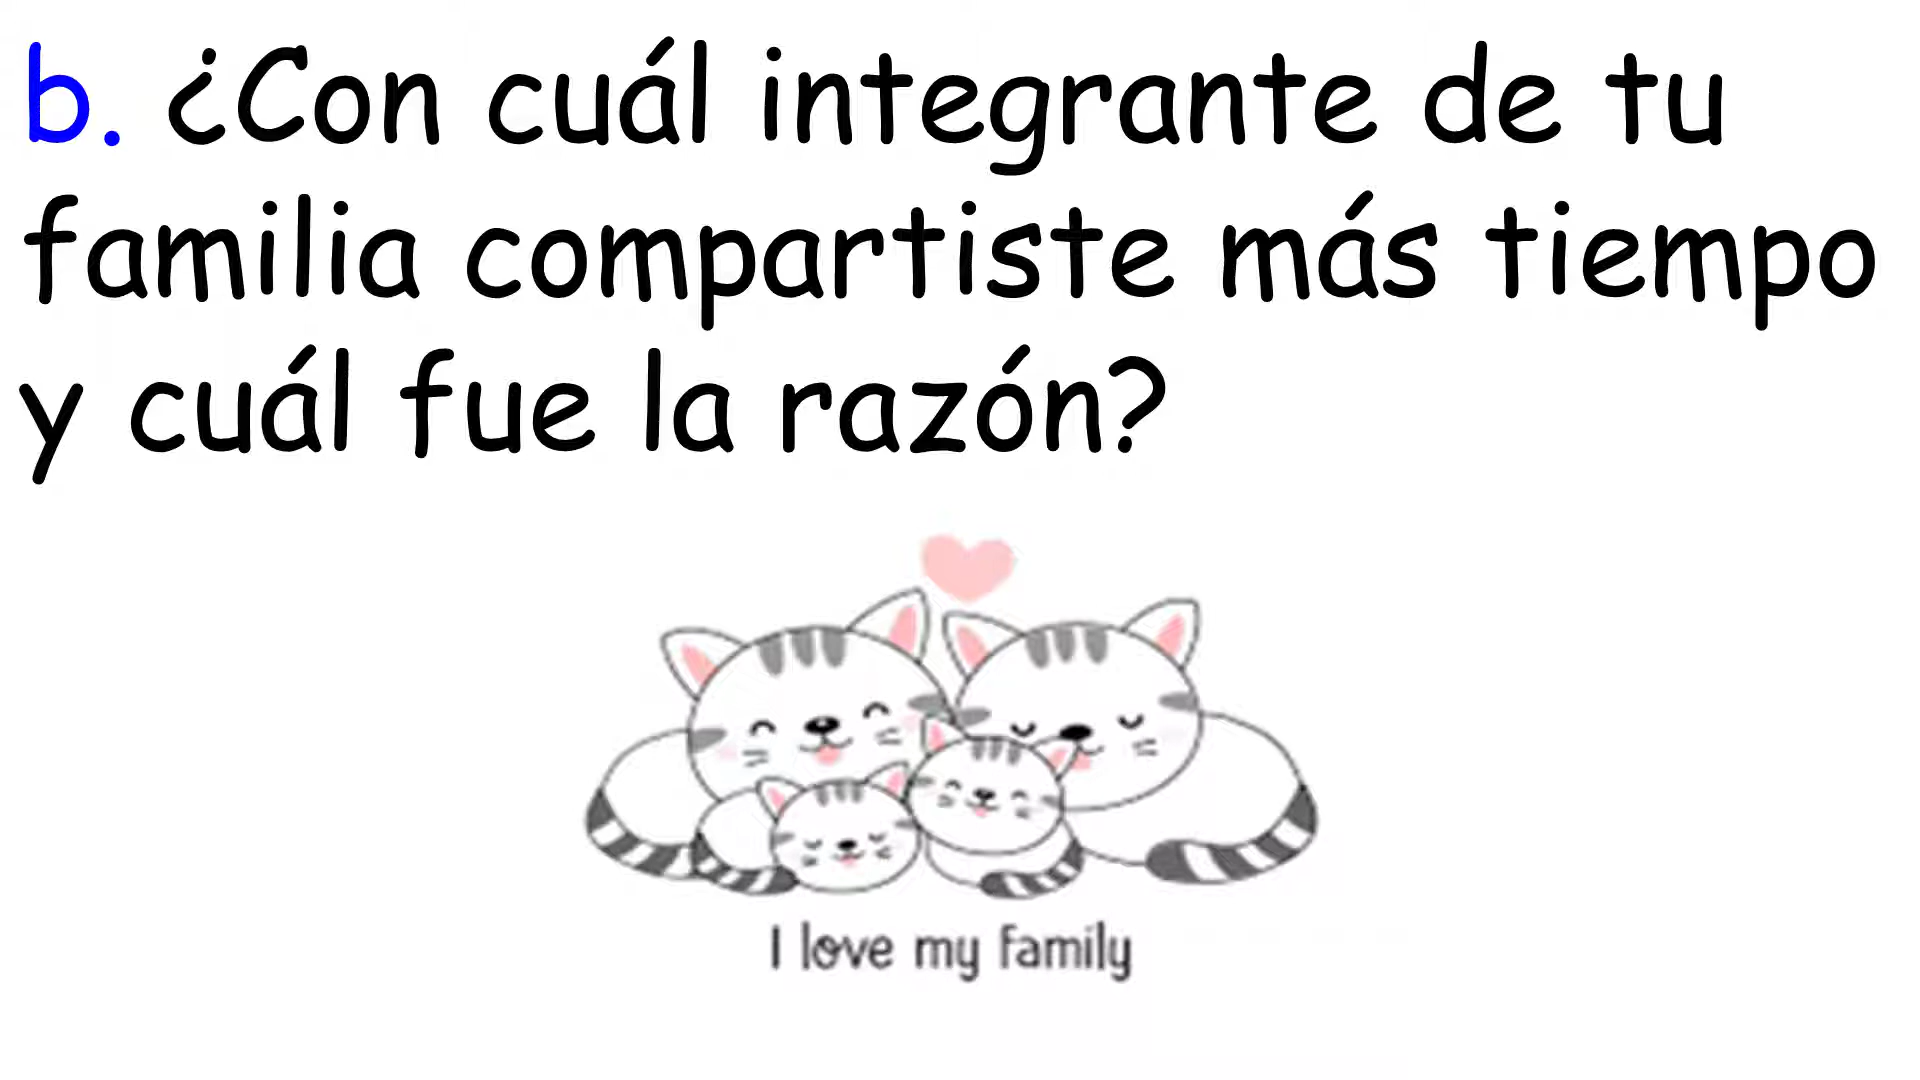 b. ¿Con cuál integrante de tu
familia compartiste más tiempo
y cuál fue la razón?
I love my family